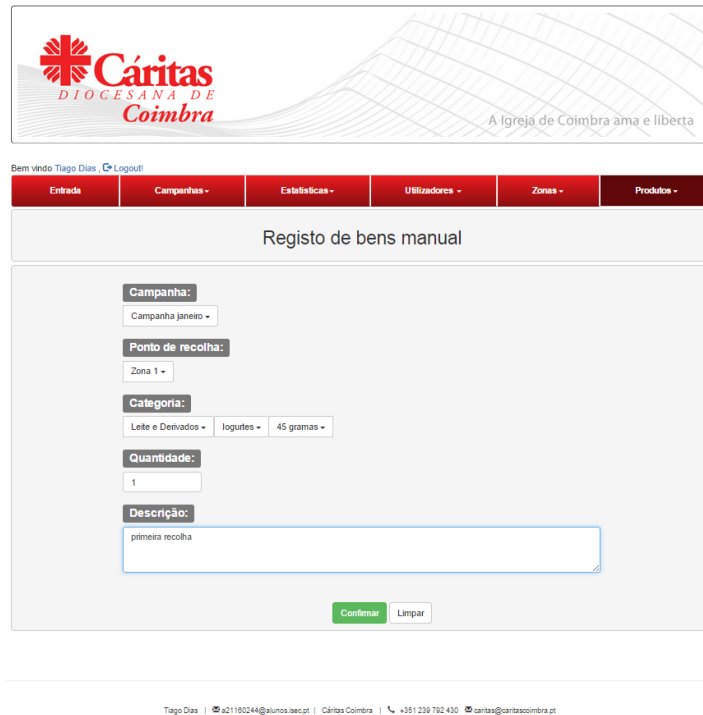 Cáritas
DIOCESANA DE
Coimbra
A Igreja de Coimbra ama e liberta
Bem vindo Tiago Dias , Logout!
Entrada Campanhas Estatísticas Utilizadores Zonas Produtos
Registo de bens manual
Campanha:
Campanha janeiro
Ponto de recolha:
Zona 1
Categoria:
Leite e Derivados Iogurtes 45 gramas
Quantidade:
1
Descrição:
primeira recolha
Confirmar Limpar
Tiago Dias | a21160244@alunos.isec.pt | Cáritas Coimbra | +351 239 792 430 caritas@caritascoimbra.pt